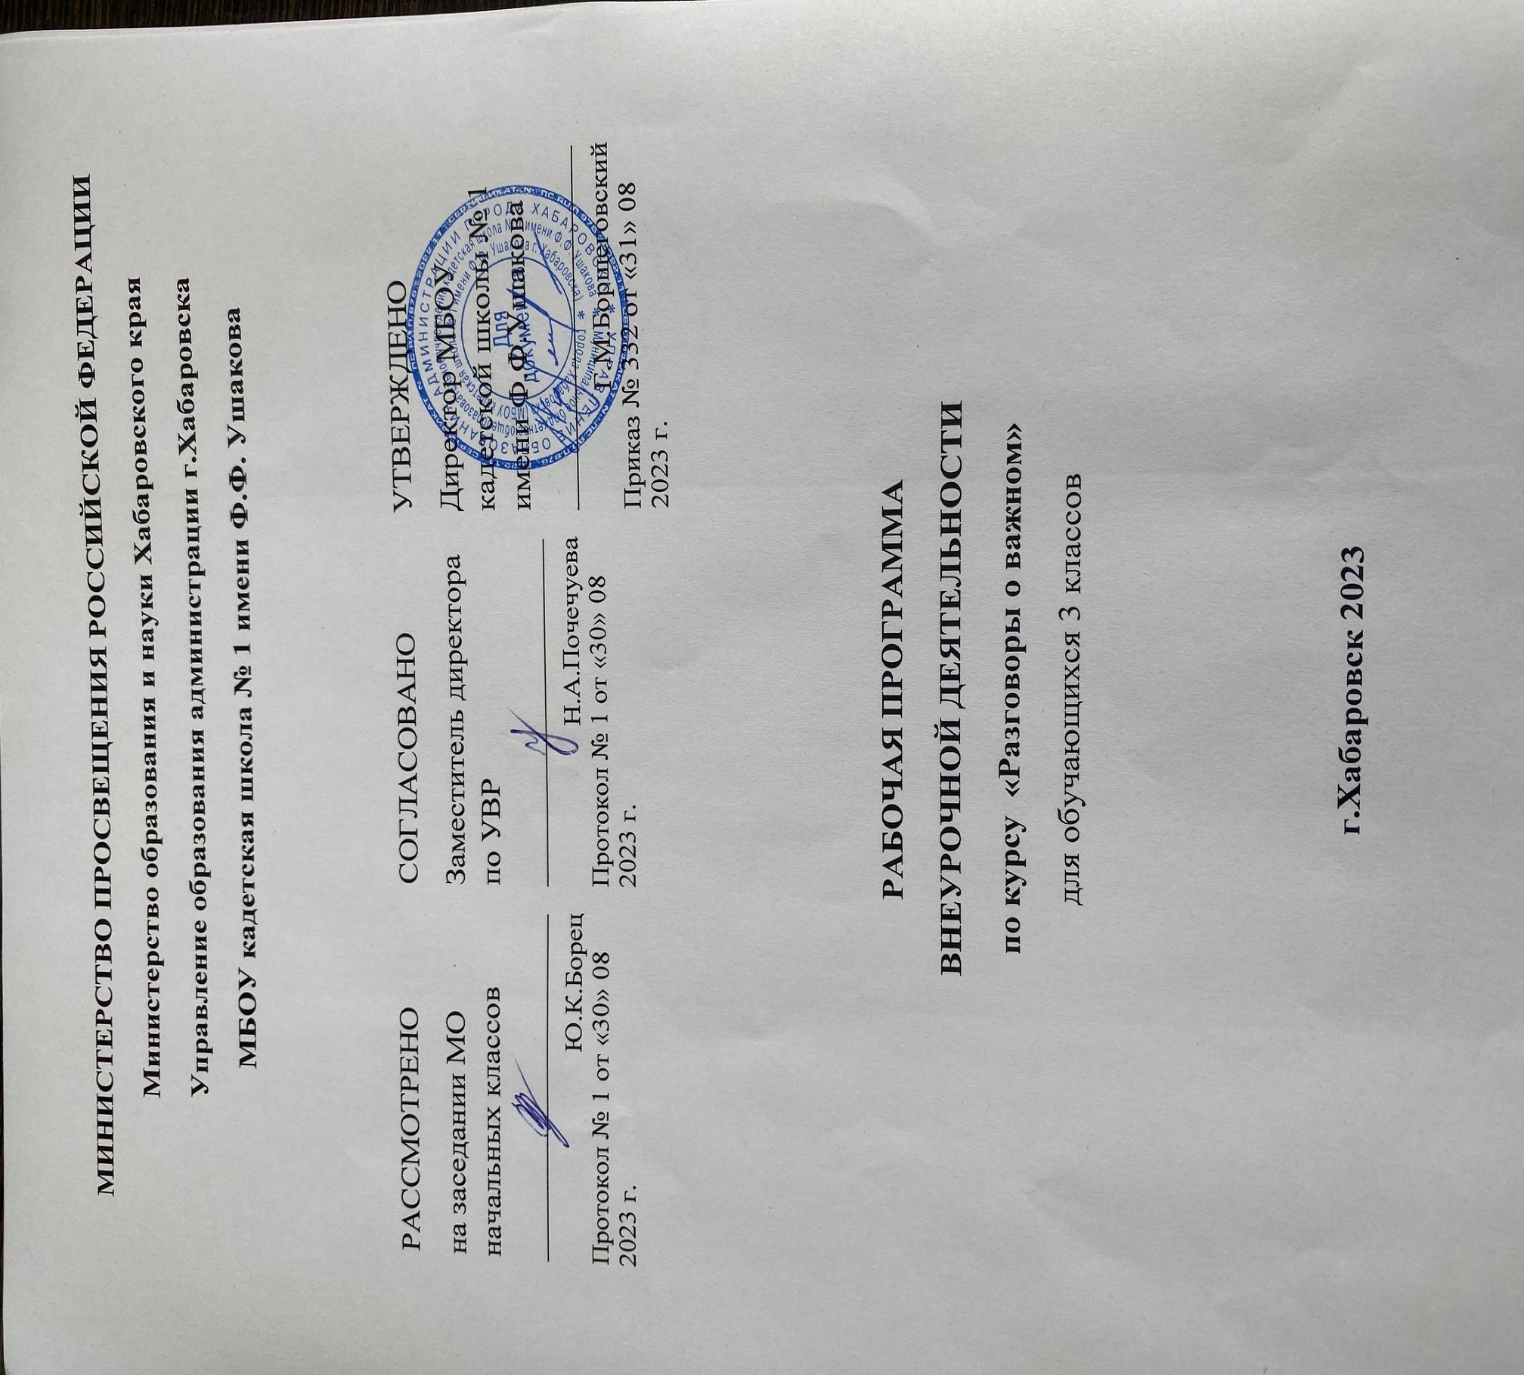 МИНИСТЕРСТВО ПРОСВЕЩЕНИЯ РОССИЙСКОЙ ФЕДЕРАЦИИ
Министерство образования и науки Хабаровского края
Управление образования администрации г.Хабаровска
МБОУ кадетская школа № 1 имени Ф.Ф. Ушакова
РАССМОТРЕНО
на заседании МО
начальных классов
Ю.К.Борец
Протокол № 1 от «30» 08
2023 г.
СОГЛАСОВАНО
Заместитель директора
по УВР
Н.А.Почечуева
Протокол № 1 от «30» 08
2023 г.
УТВЕРЖДЕНО
Директор МБОУ
кадетской школы № 1
имени Ф.Ф.Ушакова
Г.М.Борщеговский
Приказ № 332 от «31» 08
2023 г.
Для
документов
РАБОЧАЯ ПРОГРАММА
ВНЕУРОЧНОЙ ДЕЯТЕЛЬНОСТИ
по курсу «Разговоры о важном»
для обучающихся 3 классов
г.Хабаровск 2023